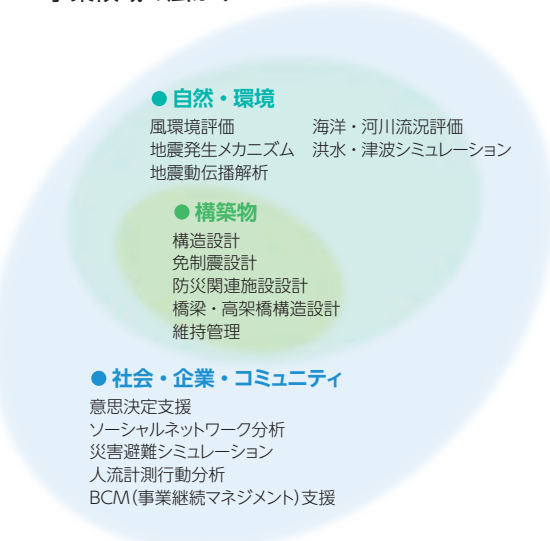 ● 自然・環境
風環境評価 海洋・河川流況評価
地震発生メカニズム 洪水・津波シミュレーション
地震動伝播解析
● 構築物
構造設計
免制震設計
防災関連施設設計
橋梁・高架橋構造設計
維持管理
● 社会・企業・コミュニティ
意思決定支援
ソーシャルネットワーク分析
災害避難シミュレーション
人流計測行動分析
BCM(事業継続マネジメント)支援